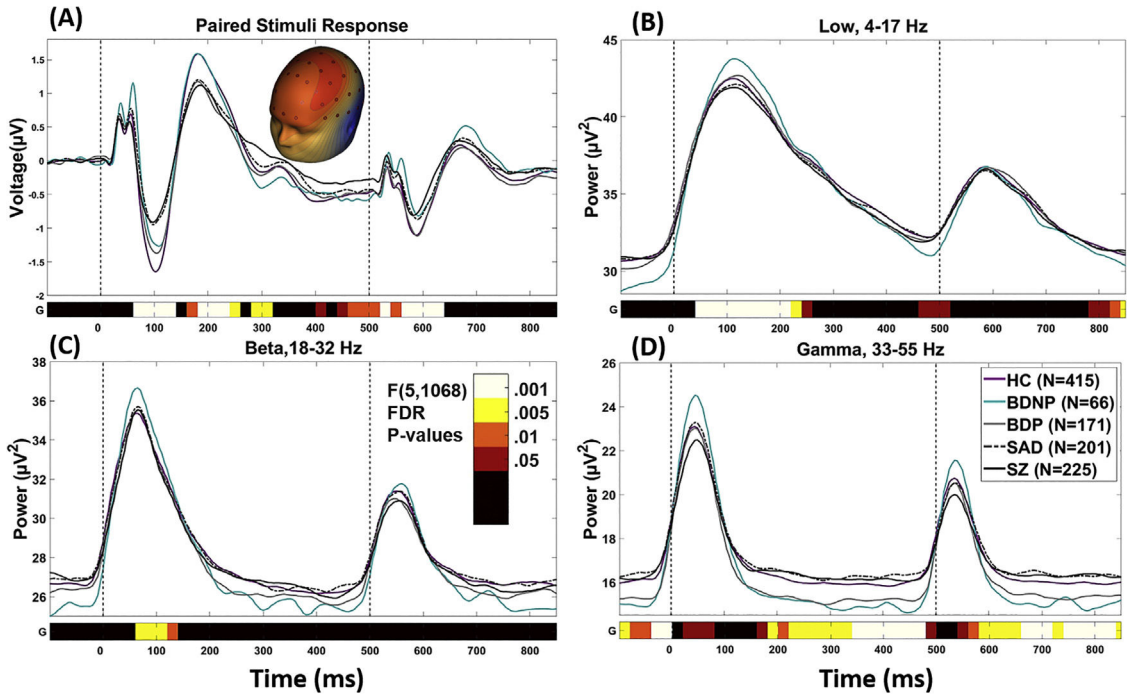 (A)
Paired Stimuli Response
Voltage(µV)
1.5
1
0.5
0
-0.5
-1
-1.5
-2
G
0 100 200 300 400 500 600 700 800
(B)
Low, 4-17 Hz
Power (µV²)
45
40
35
30
G
0 100 200 300 400 500 600 700 800
(C)
Beta,18-32 Hz
Power (µV²)
38
36
34
32
30
28
26
F(5,1068)
FDR
P-values
.001
.005
.01
.05
G
0 100 200 300 400 500 600 700 800
Time (ms)
(D)
Gamma, 33-55 Hz
Power (µV²)
26
24
22
20
18
16
HC (N=415)
BDNP (N=66)
BDP (N=171)
SAD (N=201)
SZ (N=225)
G
0 100 200 300 400 500 600 700 800
Time (ms)